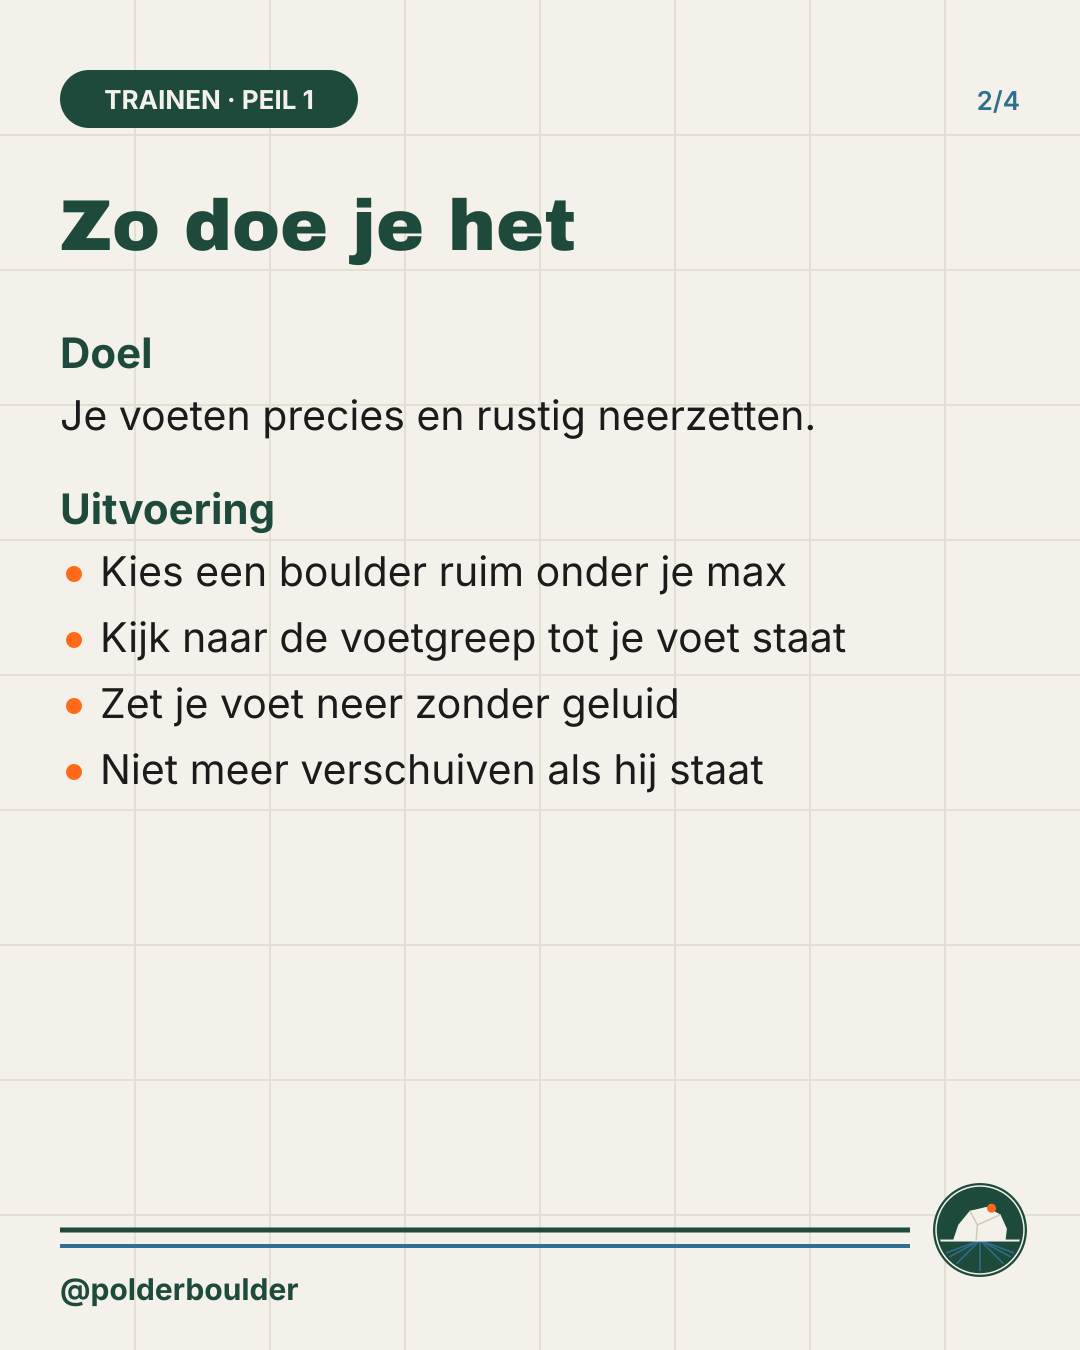 TRAINEN · PEIL 1
2/4
Zo doe je het
Doel
Je voeten precies en rustig neerzetten.
Uitvoering
Kies een boulder ruim onder je max
Kijk naar de voetgreep tot je voet staat
Zet je voet neer zonder geluid
Niet meer verschuiven als hij staat
@polderboulder